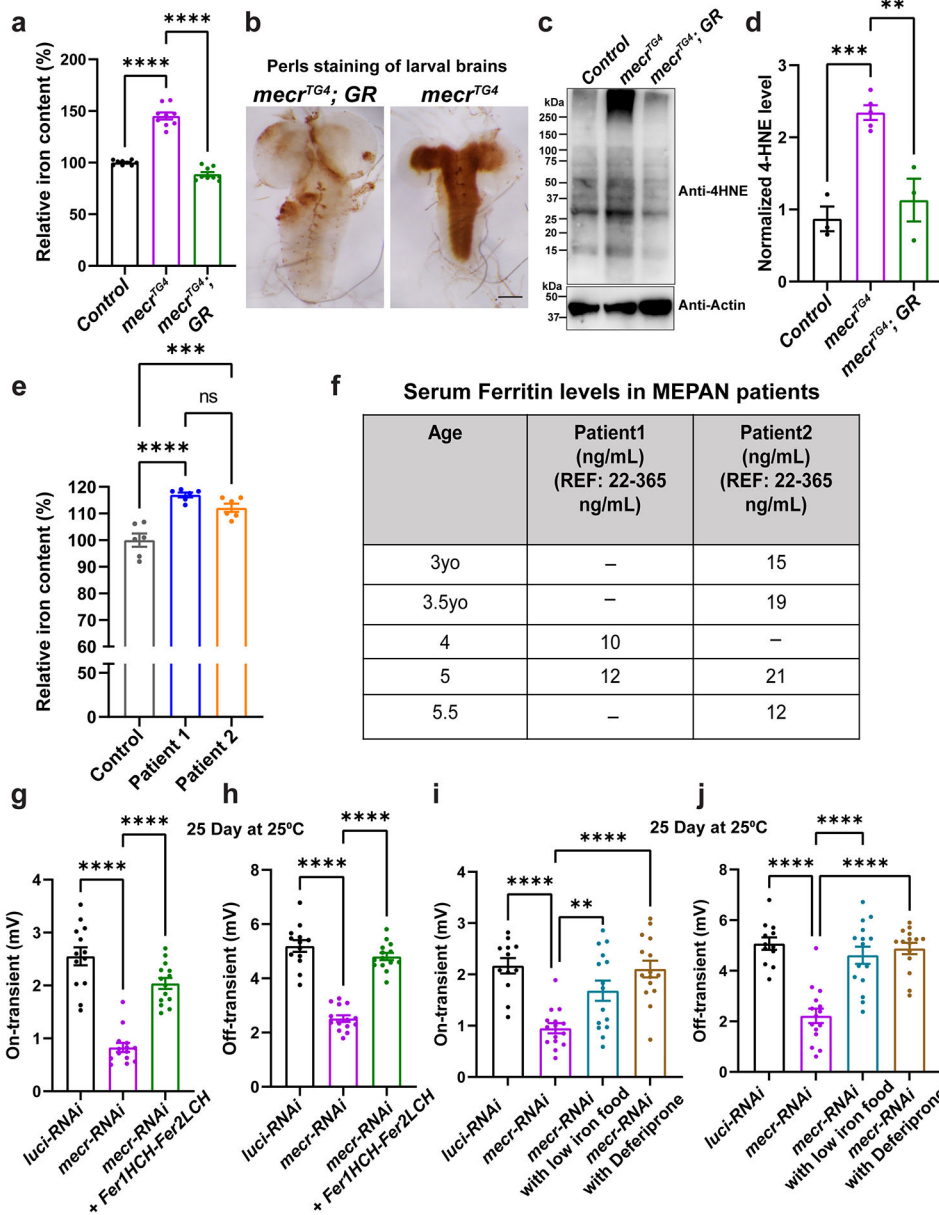 a
Relative iron content (%)
200
150
100
50
0
****
****
Control
mecrTG4
mecrTG4;
GR
b
Perls staining of larval brains
mecrTG4; GR
mecrTG4
c
Control
mecrTG4
mecrTG4; GR
kDa
250
100
75
50
37
25
20
15
Anti-4HNE
kDa
50
37
Anti-Actin
d
Normalized 4-HNE level
3
2
1
0
***
**
Control
mecrTG4
mecrTG4; GR
e
Relative iron content (%)
120
110
100
90
80
70
60
50
0
***
ns
****
Control
Patient 1
Patient 2
f
Serum Ferritin levels in MEPAN patients
Age
Patient1
(ng/mL)
(REF: 22-365
ng/mL)
Patient2
(ng/mL)
(REF: 22-365
ng/mL)
3yo – 15
3.5yo – 19
4 10 –
5 12 21
5.5 – 12
g
On-transient (mV)
4
3
2
1
0
****
****
luci-RNAi
mecr-RNAi
mecr-RNAi
+ Fer1HCH-Fer2LCH
25 Day at 25ºC
h
Off-transient (mV)
8
6
4
2
0
****
****
luci-RNAi
mecr-RNAi
mecr-RNAi
+ Fer1HCH-Fer2LCH
i
On-transient (mV)
4
3
2
1
0
****
****
**
luci-RNAi
mecr-RNAi
mecr-RNAi
with low iron food
mecr-RNAi
with Deferiprone
25 Day at 25ºC
j
Off-transient (mV)
8
6
4
2
0
****
****
****
luci-RNAi
mecr-RNAi
mecr-RNAi
with low iron food
mecr-RNAi
with Deferiprone